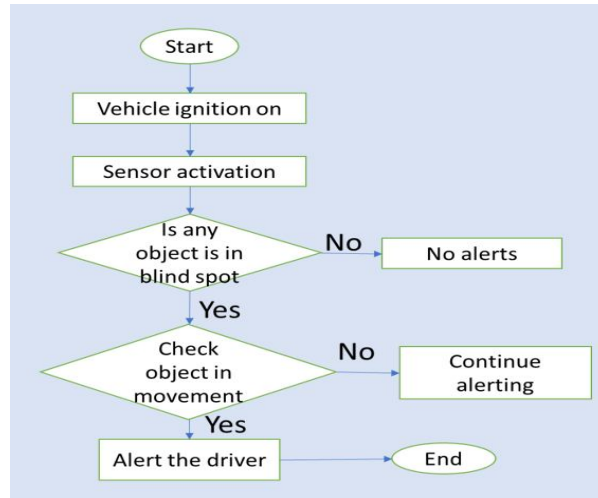 Start
Vehicle ignition on
Sensor activation
Is any
object is in
blind spot
No
No alerts
Yes
Check
object in
movement
No
Continue
alerting
Yes
Alert the driver
End